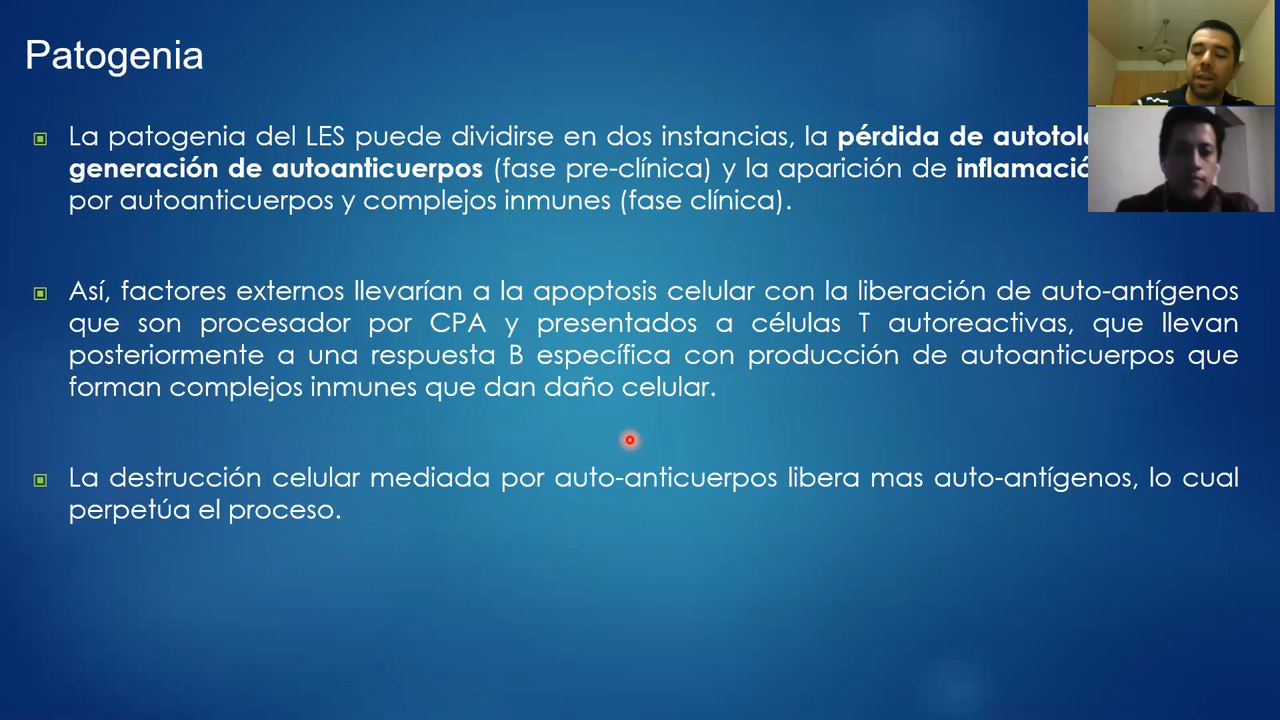 Patogenia
La patogenia del LES puede dividirse en dos instancias, la pérdida de
generación de autoanticuerpos (fase pre-clínica) y la aparición de
por autoanticuerpos y complejos inmunes (fase clínica).
Así, factores externos llevarían a la apoptosis celular con la liberación de auto-antígenos
que son procesador por CPA y presentados a células T autoreactivas, que llevan
posteriormente a una respuesta B específica con producción de autoanticuerpos que
forman complejos inmunes que dan daño celular.
La destrucción celular mediada por auto-anticuerpos libera mas auto-antígenos, lo cual
perpetúa el proceso.